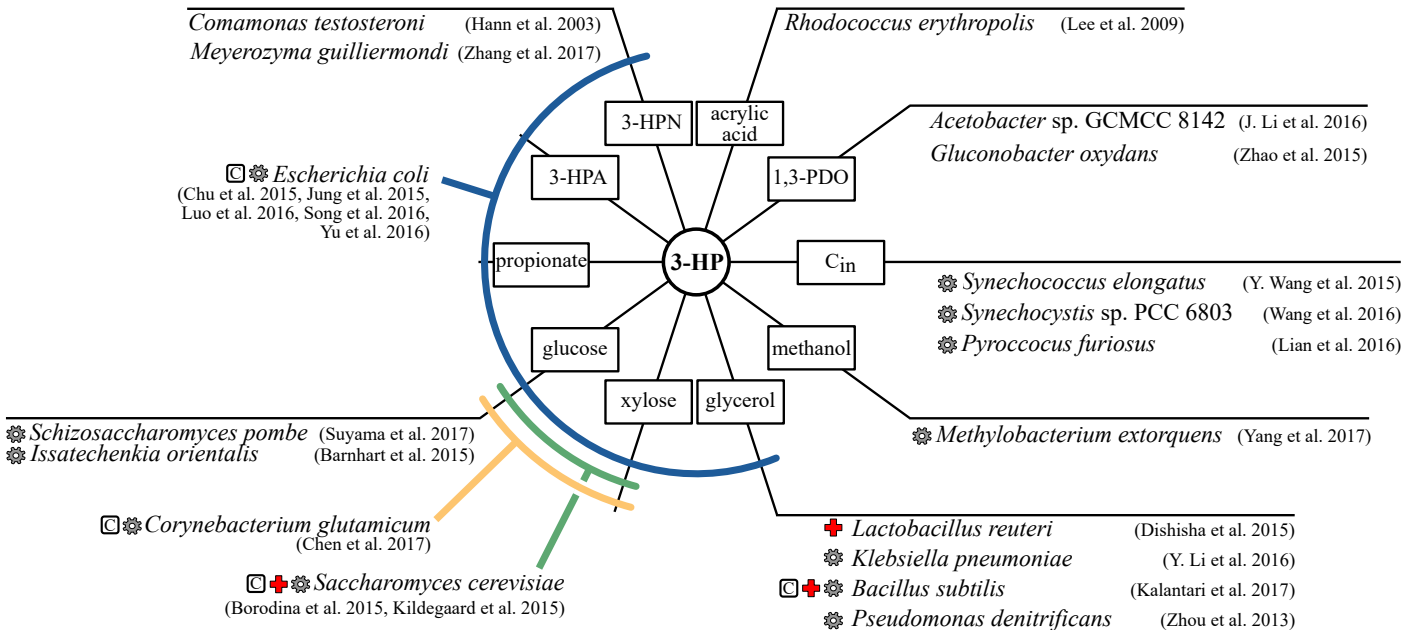 Comamonas testosteroni (Hann et al. 2003)
Meyerozyma guilliermondi (Zhang et al. 2017)
Rhodococcus erythropolis (Lee et al. 2009)
3-HPN
acrylic
acid
Acetobacter sp. GCMCC 8142 (J. Li et al. 2016)
Gluconobacter oxydans (Zhao et al. 2015)
C Escherichia coli
(Chu et al. 2015, Jung et al. 2015,
Luo et al. 2016, Song et al. 2016,
Yu et al. 2016)
3-HPA
1,3-PDO
propionate
3-HP
Cin
Synechococcus elongatus (Y. Wang et al. 2015)
Synechocystis sp. PCC 6803 (Wang et al. 2016)
Pyroccocus furiosus (Lian et al. 2016)
glucose
methanol
xylose
glycerol
Schizosaccharomyces pombe (Suyama et al. 2017)
Issatechenkia orientalis (Barnhart et al. 2015)
Methylobacterium extorquens (Yang et al. 2017)
C Corynebacterium glutamicum
(Chen et al. 2017)
C Saccharomyces cerevisiae
(Borodina et al. 2015, Kildegaard et al. 2015)
Lactobacillus reuteri (Dishisha et al. 2015)
Klebsiella pneumoniae (Y. Li et al. 2016)
C Bacillus subtilis (Kalantari et al. 2017)
Pseudomonas denitrificans (Zhou et al. 2013)